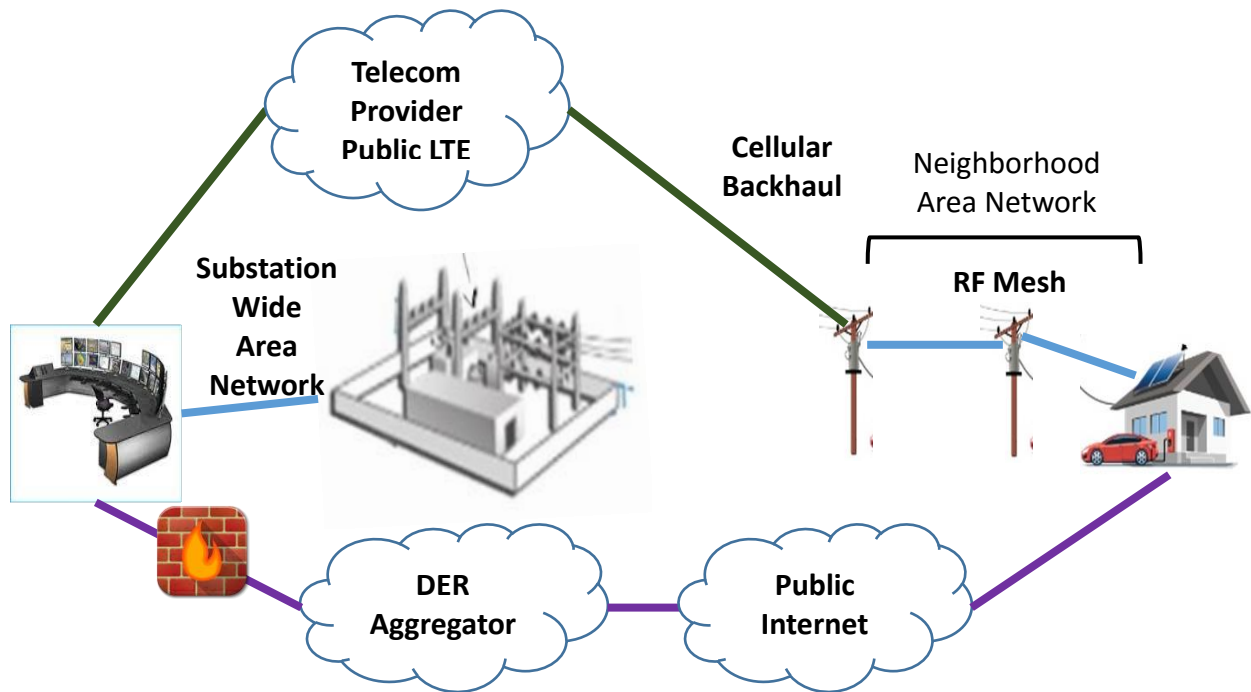 Telecom
Provider
Public LTE
Cellular
Backhaul
Neighborhood
Area Network
Substation
Wide
Area
Network
RF Mesh
DER
Aggregator
Public
Internet